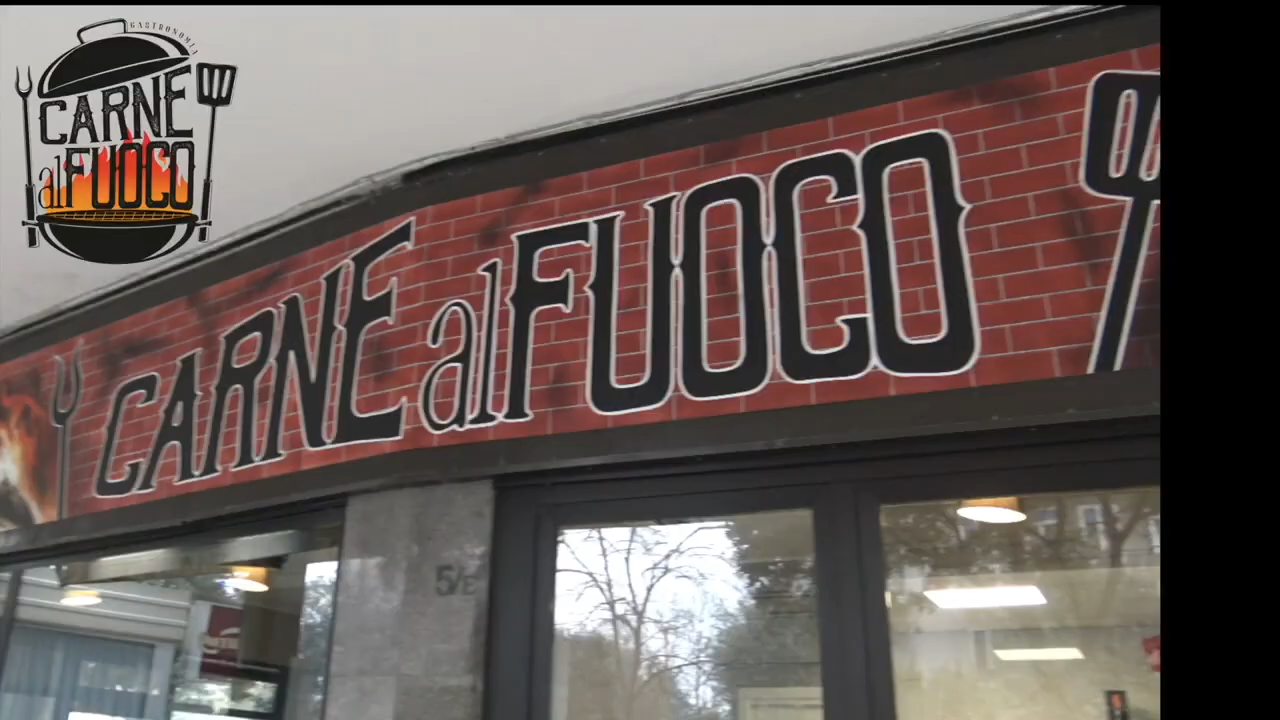 GASTRONOMIA
CARNE
al FUOCO
CARNE al FUOCO
5/E